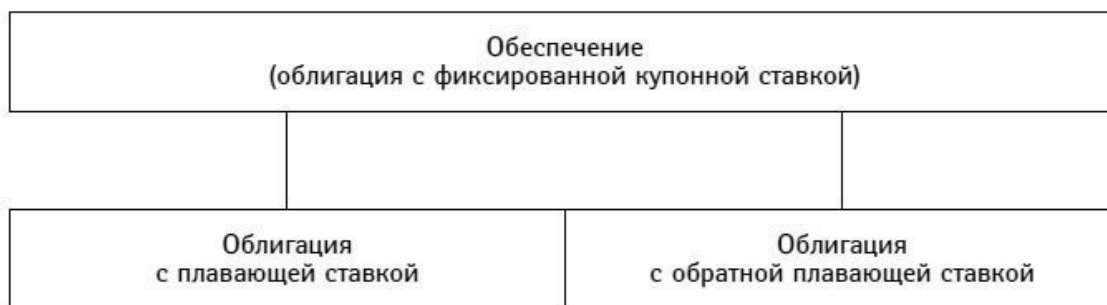 Обеспечение
(облигация с фиксированной купонной ставкой)
Облигация
с плавающей ставкой
Облигация
с обратной плавающей ставкой